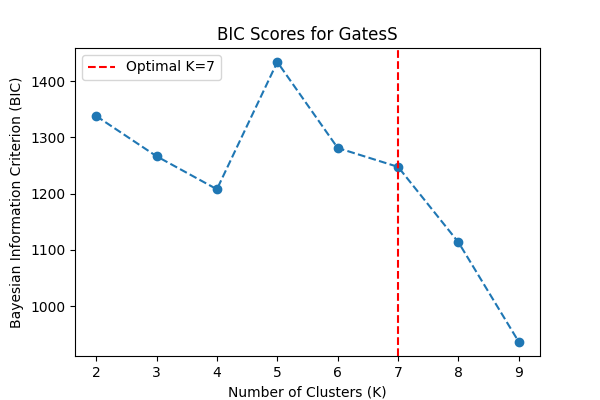 BIC Scores for GatesS
Optimal K=7
Bayesian Information Criterion (BIC)
1400
1300
1200
1100
1000
2 3 4 5 6 7 8 9
Number of Clusters (K)